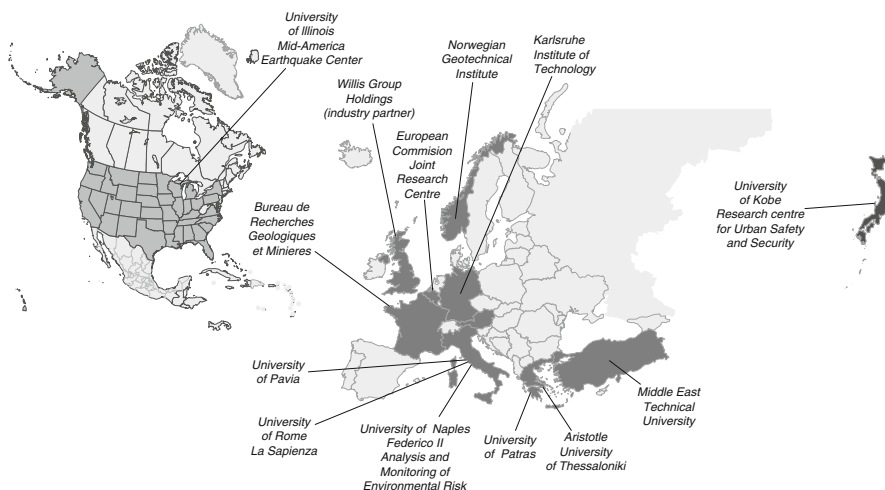 University
of Illinois
Mid-America
Earthquake Center
Norwegian
Geotechnical
Institute
Karlsruhe
Institute of
Technology
Willis Group
Holdings
(industry partner)
European
Commision
Joint
Research
Centre
Bureau de
Recherches
Geologiques
et Minieres
University
of Kobe
Research centre
for Urban Safety
and Security
University
of Pavia
University
of Rome
La Sapienza
University of Naples
Federico II
Analysis and
Monitoring of
Environmental Risk
University
of Patras
Aristotle
University
of Thessaloniki
Middle East
Technical
University